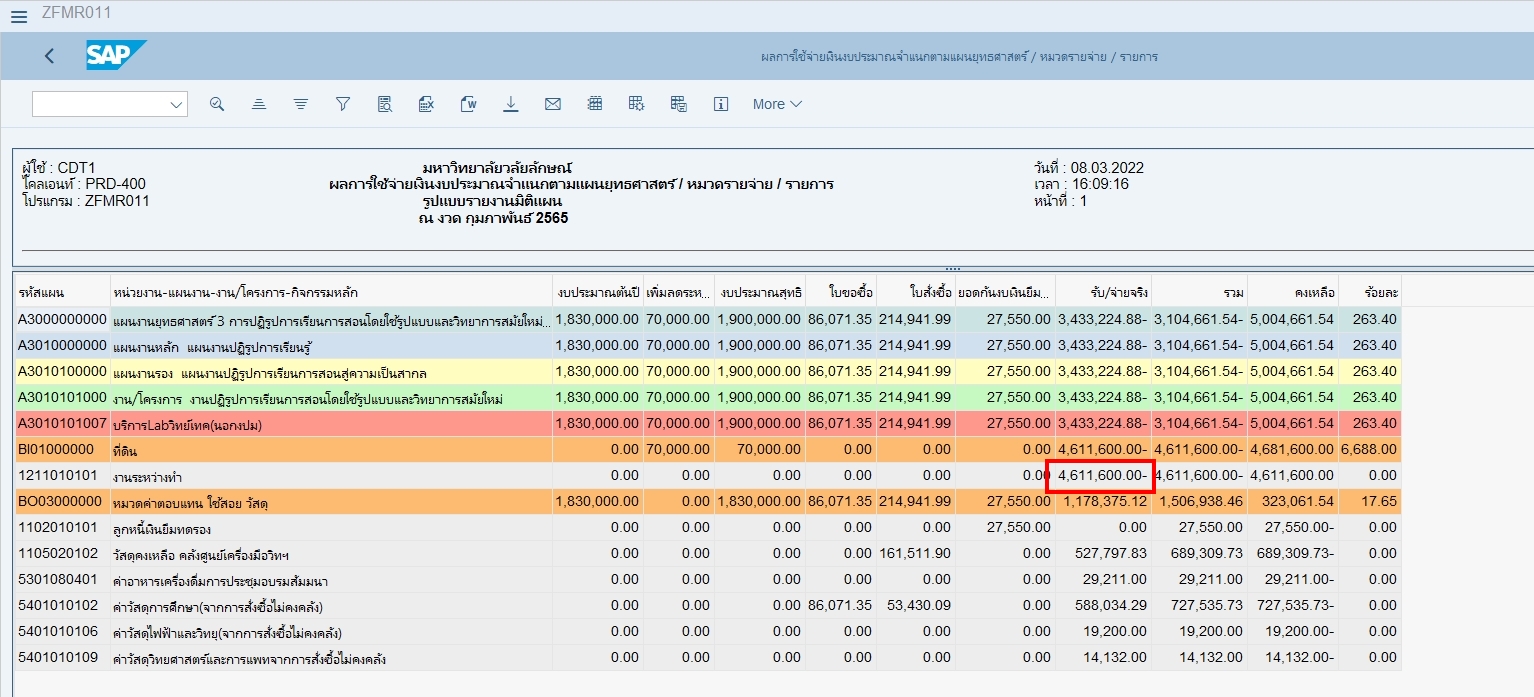 ZFMR011
SAP
ผลการใช้จ่ายเงินงบประมาณจำแนกตามแผนยุทธศาสตร์ / หมวดรายจ่าย / รายการ
More
ผู้ใช้ : CDT1 มหาวิทยาลัยวลัยลักษณ์ วันที่ : 08.03.2022
ไคลเอนท์ : PRD-400 ผลการใช้จ่ายเงินงบประมาณจำแนกตามแผนยุทธศาสตร์ / หมวดรายจ่าย / รายการ เวลา : 16:09:16
โปรแกรม : ZFMR011 รูปแบบรายงานมิติแผน หน้าที่ : 1
ณ งวด กุมภาพันธ์ 2565
รหัสแผน หน่วยงาน-แผนงาน-งาน/โครงการ-กิจกรรมหลัก งบประมาณต้นปี เพิ่มลดระห... งบประมาณสุทธิ ใบขอซื้อ ใบสั่งซื้อ ยอดกันงบเงินยืม... รับ/จ่ายจริง รวม คงเหลือ ร้อยละ
A3000000000 แผนงานยุทธศาสตร์ 3 การปฏิรูปการเรียนการสอนโดยใช้รูปแบบและวิทยาการสมัยใหม่... 1,830,000.00 70,000.00 1,900,000.00 86,071.35 214,941.99 27,550.00 3,433,224.88- 3,104,661.54- 5,004,661.54 263.40
A3010000000 แผนงานหลัก แผนงานปฏิรูปการเรียนรู้ 1,830,000.00 70,000.00 1,900,000.00 86,071.35 214,941.99 27,550.00 3,433,224.88- 3,104,661.54- 5,004,661.54 263.40
A3010100000 แผนงานรอง แผนงานปฏิรูปการเรียนการสอนสู่ความเป็นสากล 1,830,000.00 70,000.00 1,900,000.00 86,071.35 214,941.99 27,550.00 3,433,224.88- 3,104,661.54- 5,004,661.54 263.40
A3010101000 งาน/โครงการ งานปฏิรูปการเรียนการสอนโดยใช้รูปแบบและวิทยาการสมัยใหม่ 1,830,000.00 70,000.00 1,900,000.00 86,071.35 214,941.99 27,550.00 3,433,224.88- 3,104,661.54- 5,004,661.54 263.40
A3010101007 บริการLabวิทย์เทค(นอกงปม) 1,830,000.00 70,000.00 1,900,000.00 86,071.35 214,941.99 27,550.00 3,433,224.88- 3,104,661.54- 5,004,661.54 263.40
BI01000000 ที่ดิน 0.00 70,000.00 70,000.00 0.00 0.00 0.00 4,611,600.00- 4,611,600.00- 4,681,600.00 6,688.00
1211010101 งานระหว่างทำ 0.00 0.00 0.00 0.00 0.00 0.00 4,611,600.00- 4,611,600.00- 4,611,600.00 0.00
BO03000000 หมวดค่าตอบแทน ใช้สอย วัสดุ 1,830,000.00 0.00 1,830,000.00 86,071.35 214,941.99 27,550.00 1,178,375.12 1,506,938.46 323,061.54 17.65
1102010101 ลูกหนี้เงินยืมทดรอง 0.00 0.00 0.00 0.00 0.00 27,550.00 0.00 27,550.00 27,550.00- 0.00
1105020102 วัสดุคงเหลือ คลังศูนย์เครื่องมือวิทฯ 0.00 0.00 0.00 0.00 161,511.90 0.00 527,797.83 689,309.73 689,309.73- 0.00
5301080401 ค่าอาหารเครื่องดื่มการประชุมอบรมสัมมนา 0.00 0.00 0.00 0.00 0.00 0.00 29,211.00 29,211.00 29,211.00- 0.00
5401010102 ค่าวัสดุการศึกษา(จากการสั่งซื้อไม่คงคลัง) 0.00 0.00 0.00 86,071.35 53,430.09 0.00 588,034.29 727,535.73 727,535.73- 0.00
5401010106 ค่าวัสดุไฟฟ้าและวิทยุ(จากการสั่งซื้อไม่คงคลัง) 0.00 0.00 0.00 0.00 0.00 0.00 19,200.00 19,200.00 19,200.00- 0.00
5401010109 ค่าวัสดุวิทยศาสตร์และการแพทจากการสั่งซื้อไม่คงคลัง 0.00 0.00 0.00 0.00 0.00 0.00 14,132.00 14,132.00 14,132.00- 0.00